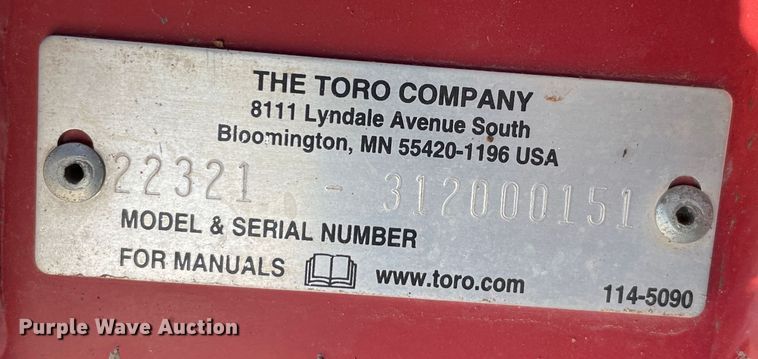 THE TORO COMPANY
8111 Lyndale Avenue South
Bloomington, MN 55420-1196 USA
22321 - 312000151
MODEL & SERIAL NUMBER
FOR MANUALS www.toro.com
114-5090
Purple Wave Auction